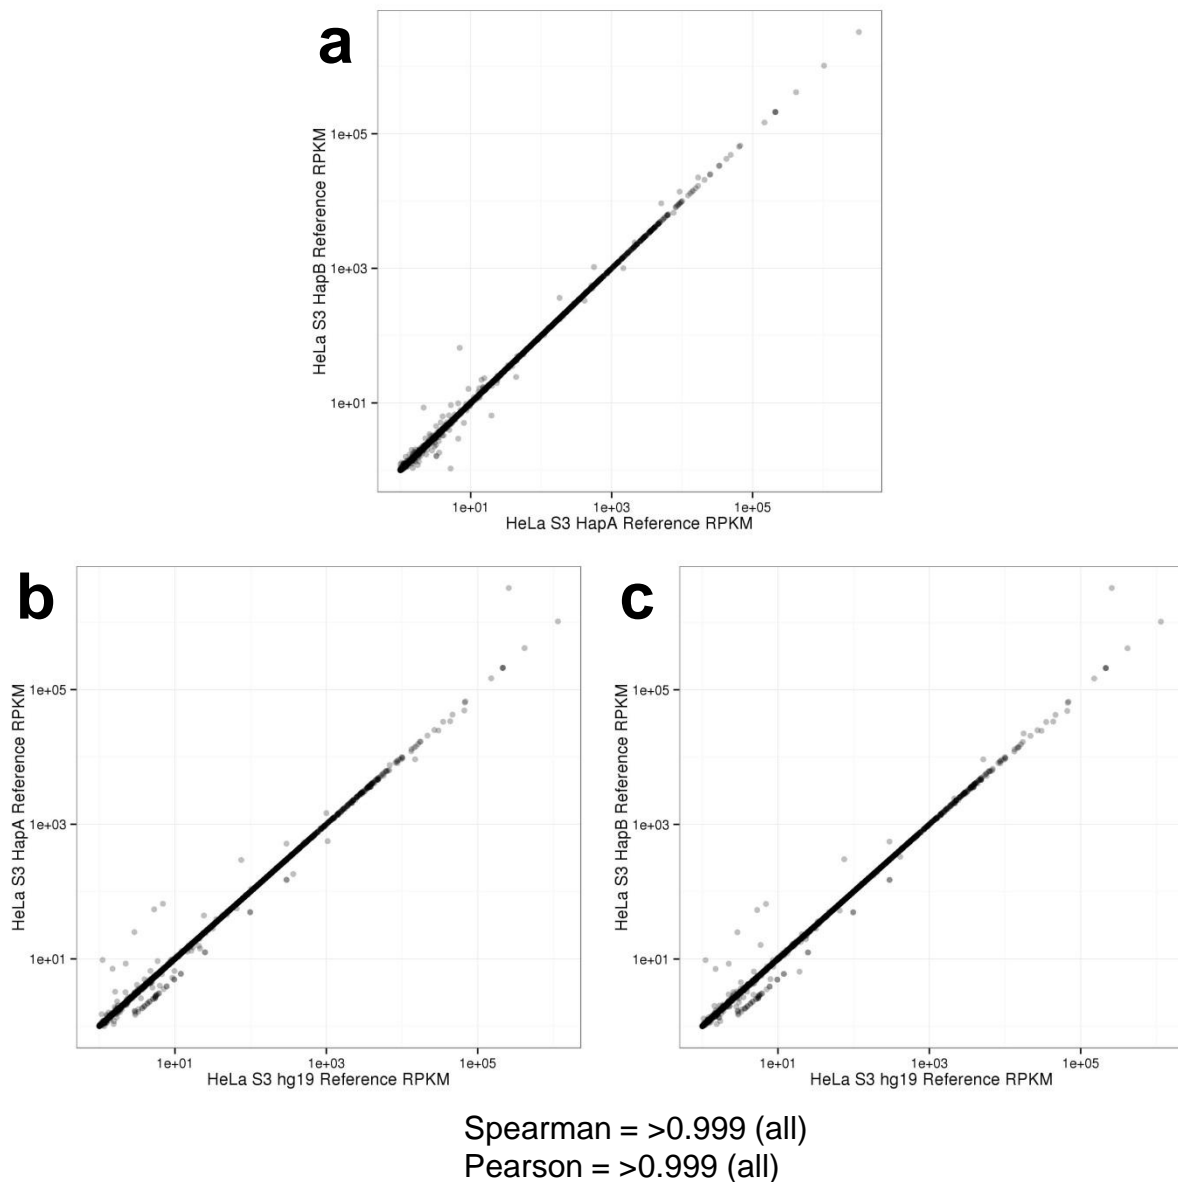 a
HeLa S3 HapB Reference RPKM
1e+05
1e+03
1e+01
1e+01 1e+03 1e+05
HeLa S3 HapA Reference RPKM
b
HeLa S3 HapA Reference RPKM
1e+05
1e+03
1e+01
1e+01 1e+03 1e+05
HeLa S3 hg19 Reference RPKM
c
HeLa S3 HapB Reference RPKM
1e+05
1e+03
1e+01
1e+01 1e+03 1e+05
HeLa S3 hg19 Reference RPKM
Spearman = >0.999 (all)
Pearson = >0.999 (all)